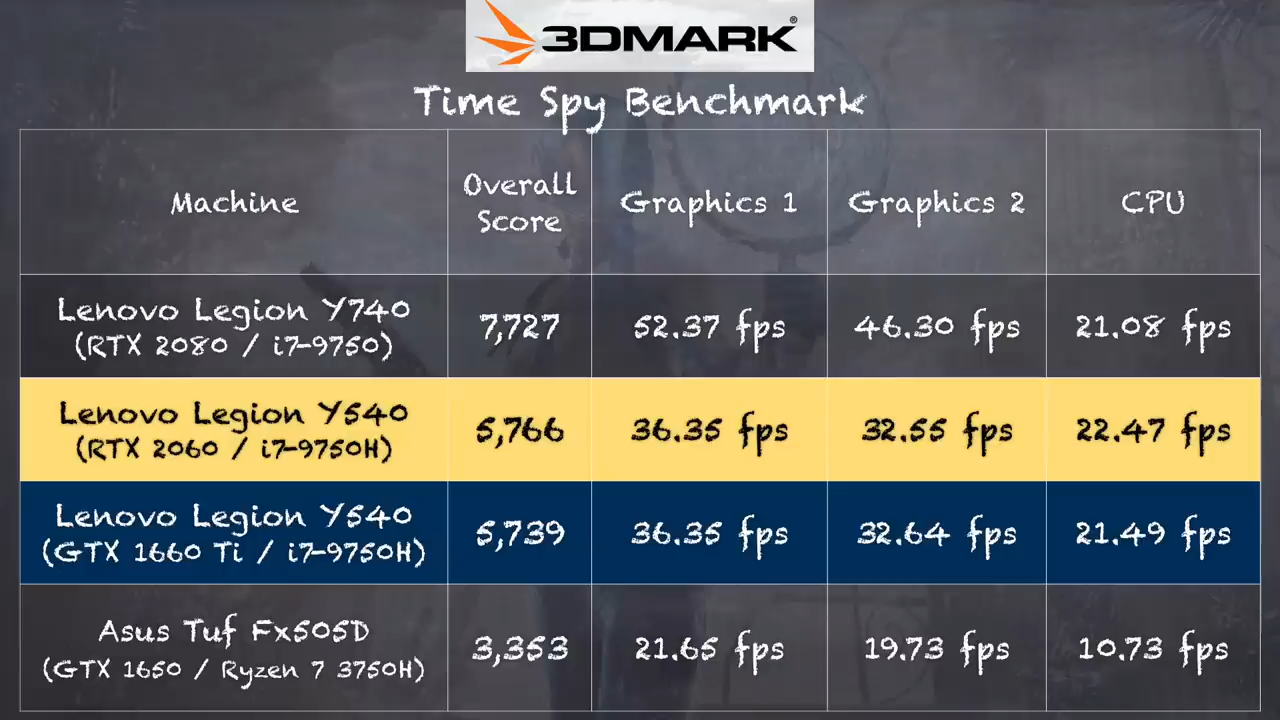 3DMARK®
Time Spy Benchmark
Machine
Overall
Score
Graphics 1
Graphics 2
CPU
Lenovo Legion Y740
(RTX 2080 / i7-9750)
7,727
52.37 fps
46.30 fps
21.08 fps
Lenovo Legion Y540
(RTX 2060 / i7-9750H)
5,766
36.35 fps
32.55 fps
22.47 fps
Lenovo Legion Y540
(GTX 1660 Ti / i7-9750H)
5,739
36.35 fps
32.64 fps
21.49 fps
Asus Tuf Fx505D
(GTX 1650 / Ryzen 7 3750H)
3,353
21.65 fps
19.73 fps
10.73 fps